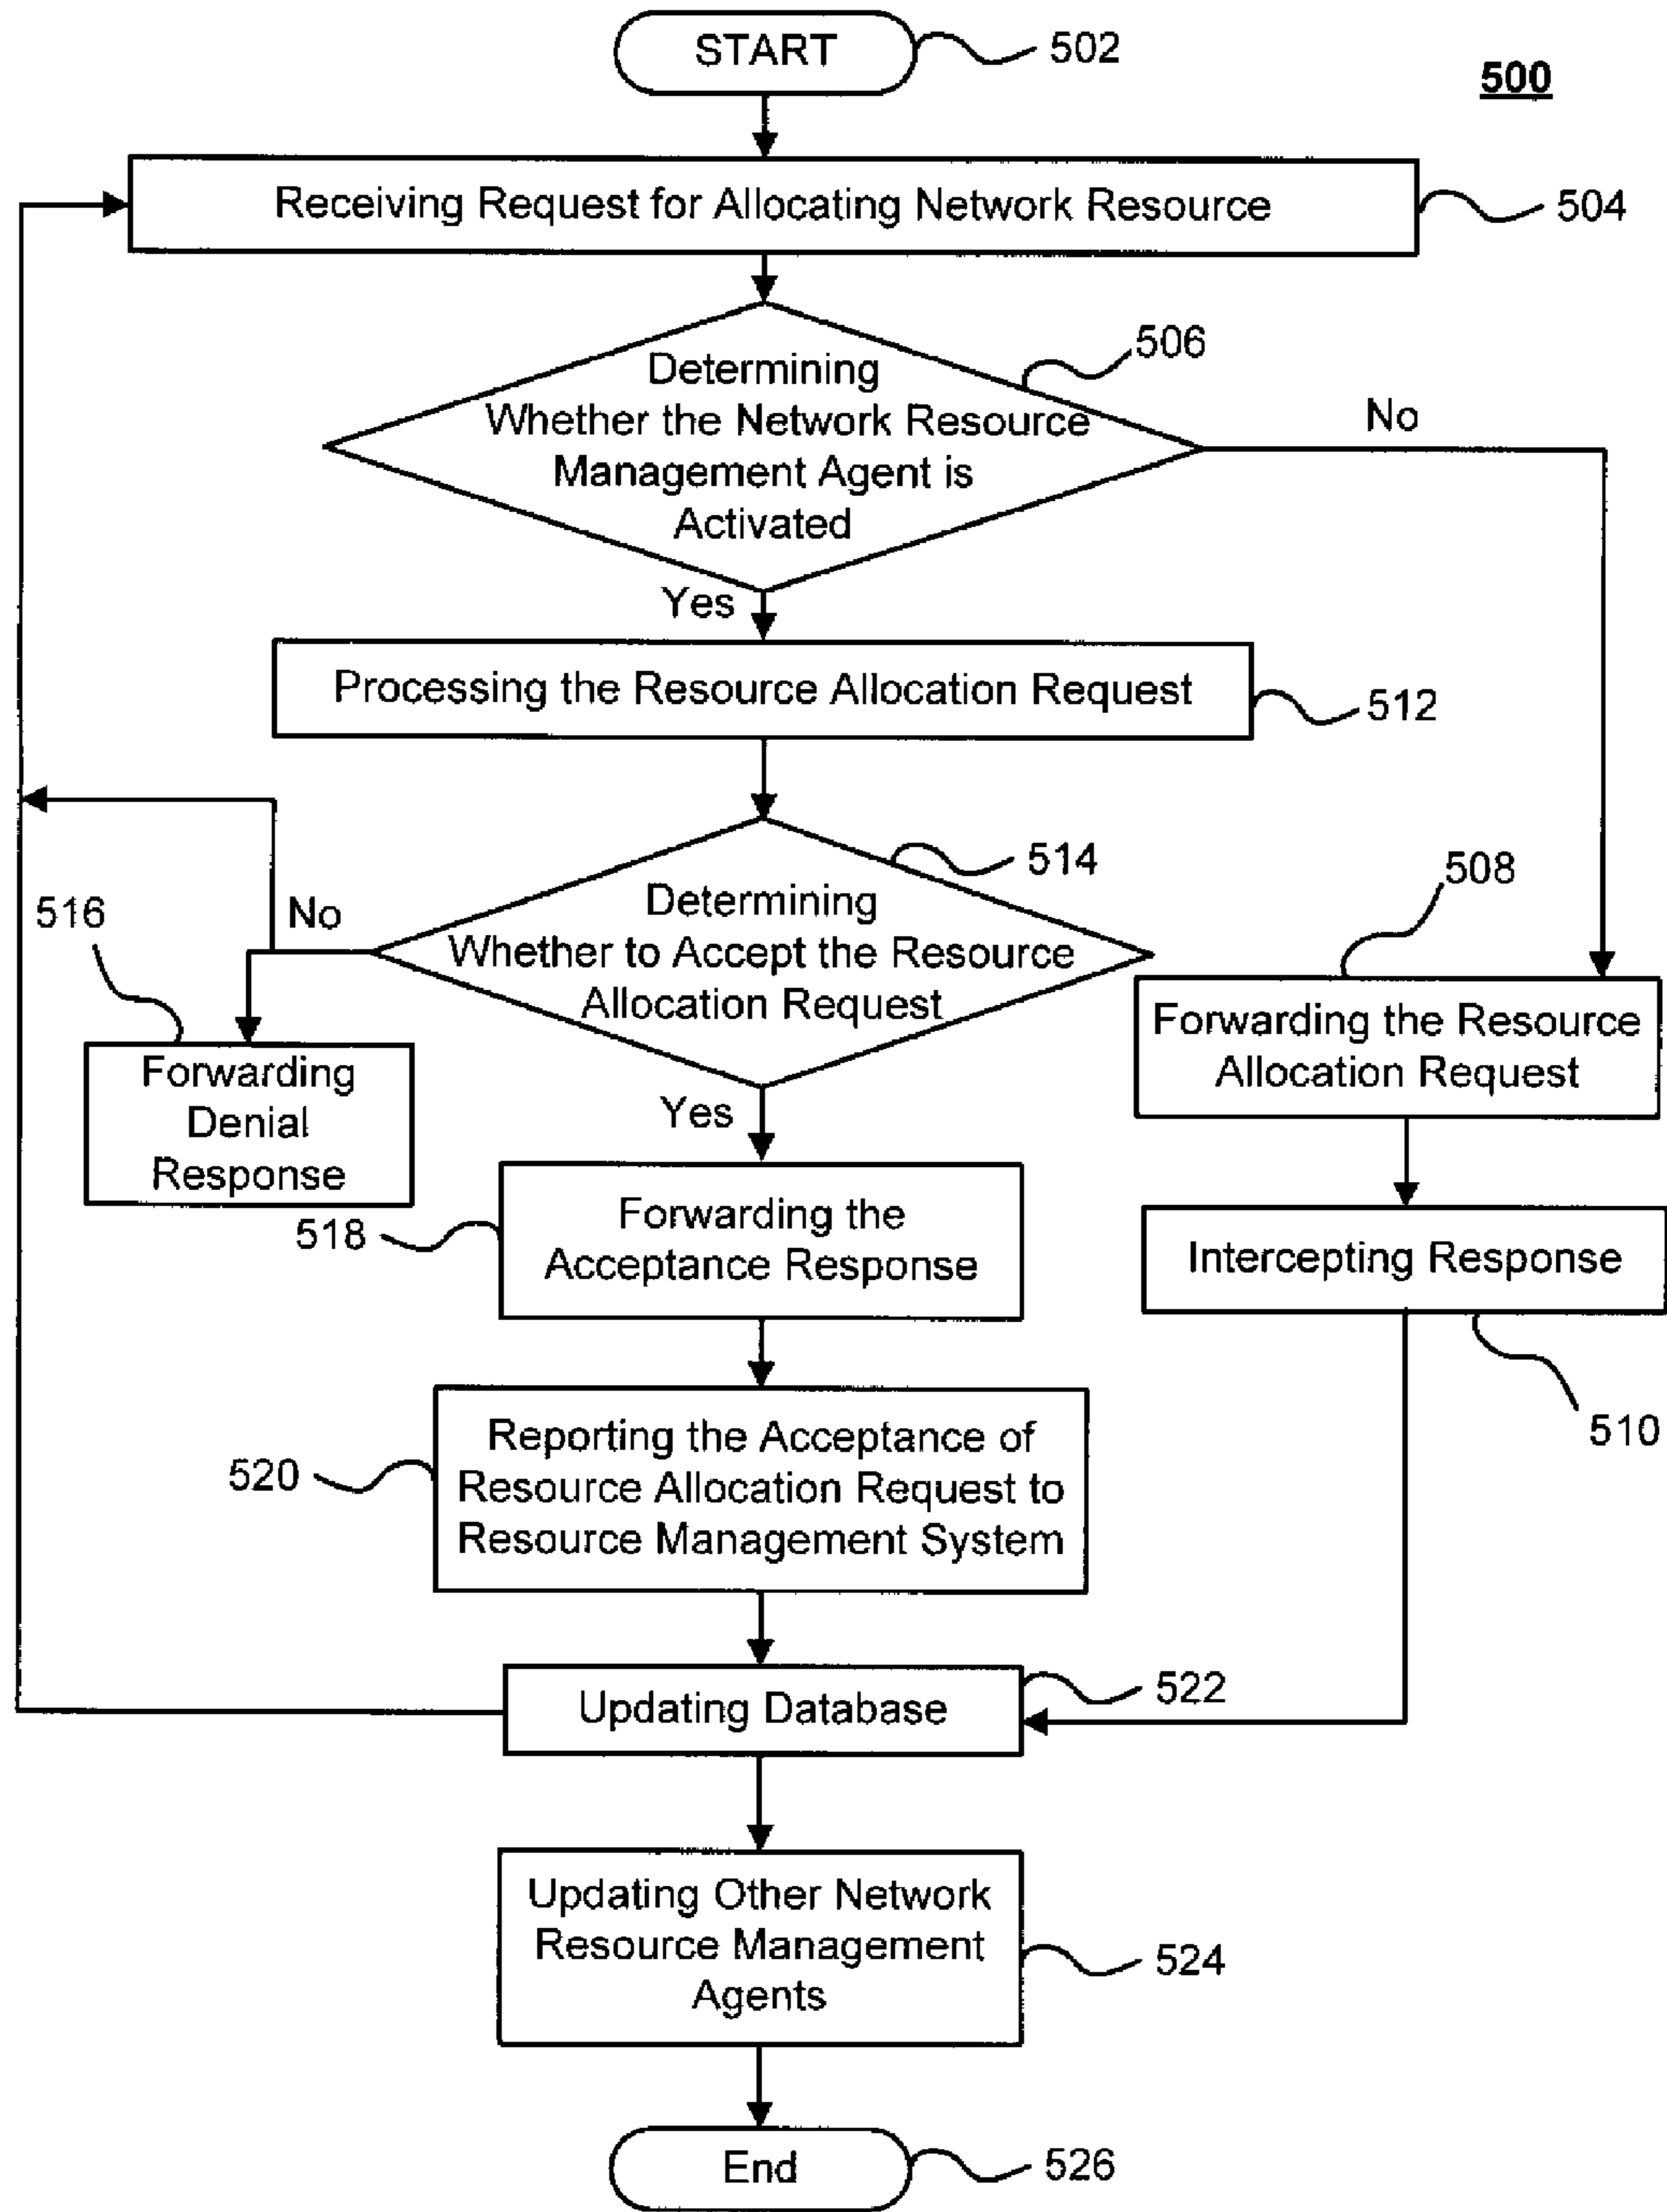 START
502
500
Receiving Request for Allocating Network Resource
504
506
Determining
Whether the Network Resource
Management Agent is
Activated
No
Yes
Processing the Resource Allocation Request
512
514
Determining
Whether to Accept the Resource
Allocation Request
No
516
508
Forwarding the Resource
Allocation Request
Forwarding
Denial
Response
Yes
518
Forwarding the
Acceptance Response
Intercepting Response
510
520
Reporting the Acceptance of
Resource Allocation Request to
Resource Management System
Updating Database
522
Updating Other Network
Resource Management
Agents
524
End
526